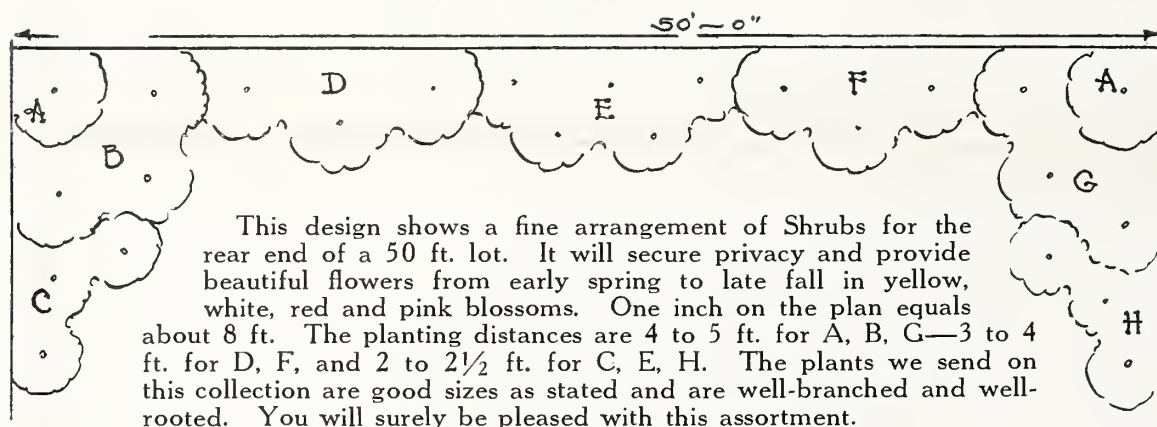 50'-0"
D
F
A.
A
E
B
G
This design shows a fine arrangement of Shrubs for the
rear end of a 50 ft. lot. It will secure privacy and provide
beautiful flowers from early spring to late fall in yellow,
white, red and pink blossoms. One inch on the plan equals
C
about 8 ft. The planting distances are 4 to 5 ft. for A, B, G—3 to 4
H
ft. for D, F, and 2 to 2½ ft. for C, E, H. The plants we send on
this collection are good sizes as stated and are well-branched and well-
rooted. You will surely be pleased with this assortment.